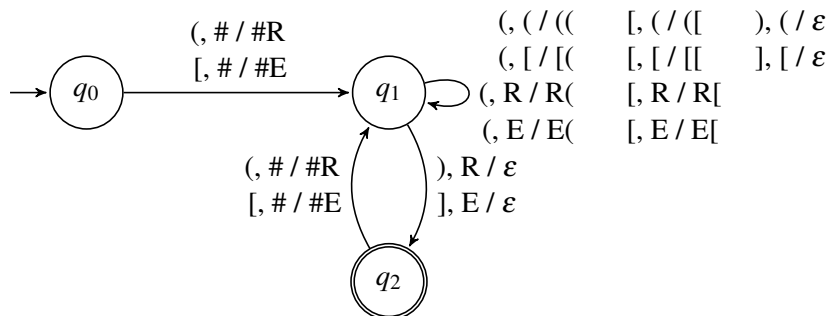 (, # / #R
[, # / #E
(, ( / (( [, ( / ([ ), ( / ε
(, [ / [( [, [ / [[ ], [ / ε
(, R / R( [, R / R[
(, E / E( [, E / E[
q0
q1
(, # / #R
[, # / #E
), R / ε
], E / ε
q2